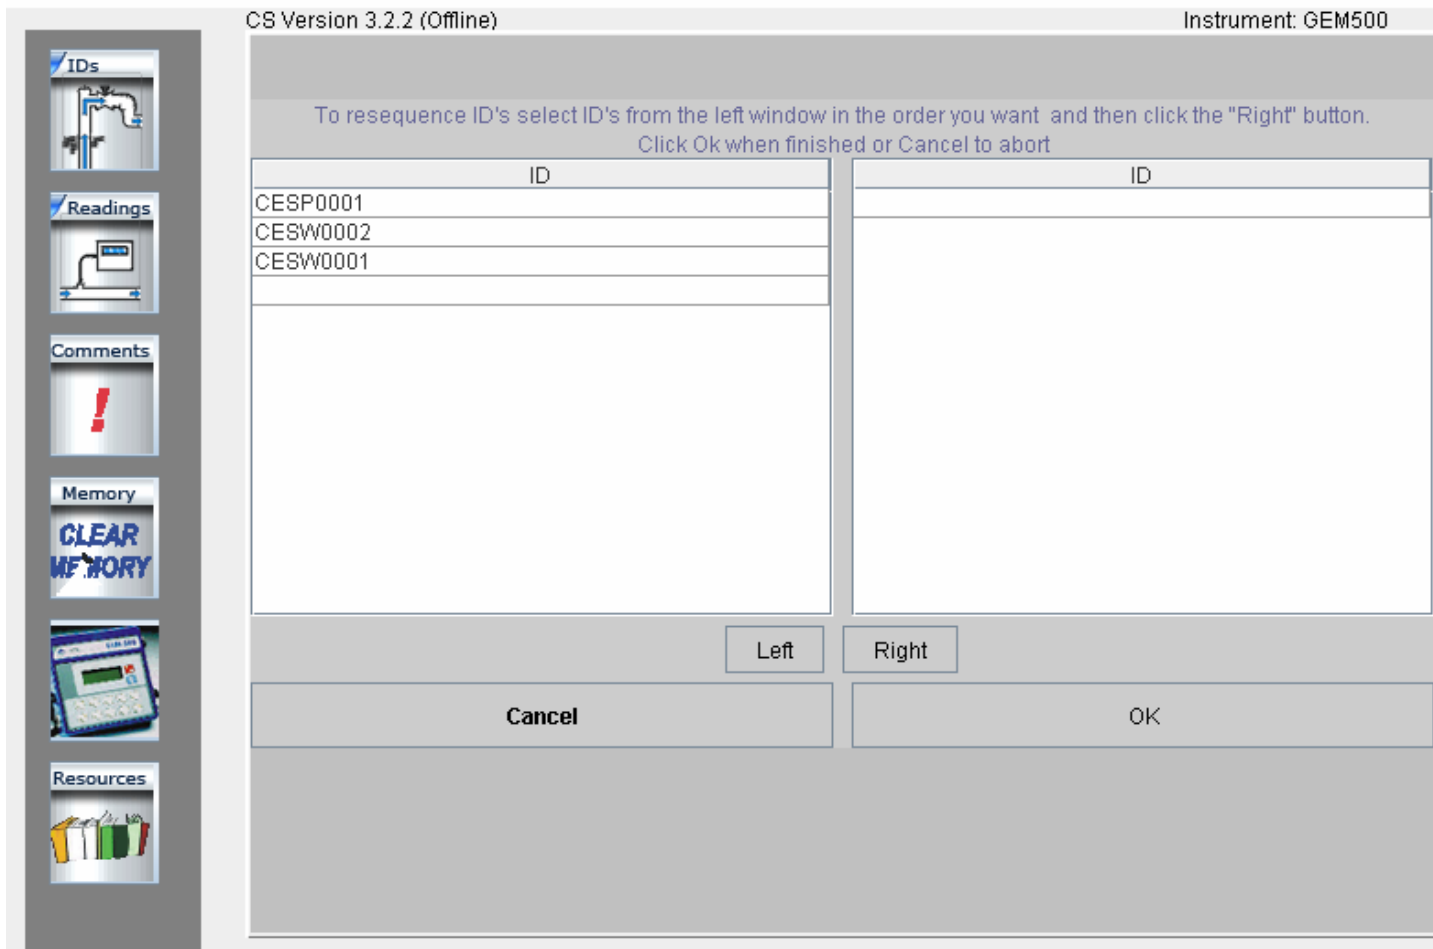 CS Version 3.2.2 (Offline)
Instrument: GEM500
IDs
Readings
Comments
Memory
CLEAR
MEMORY
Resources
To resequence ID's select ID's from the left window in the order you want and then click the "Right" button.
Click Ok when finished or Cancel to abort
ID
CESP0001
CESW0002
CESW0001
ID
Left
Right
Cancel
OK